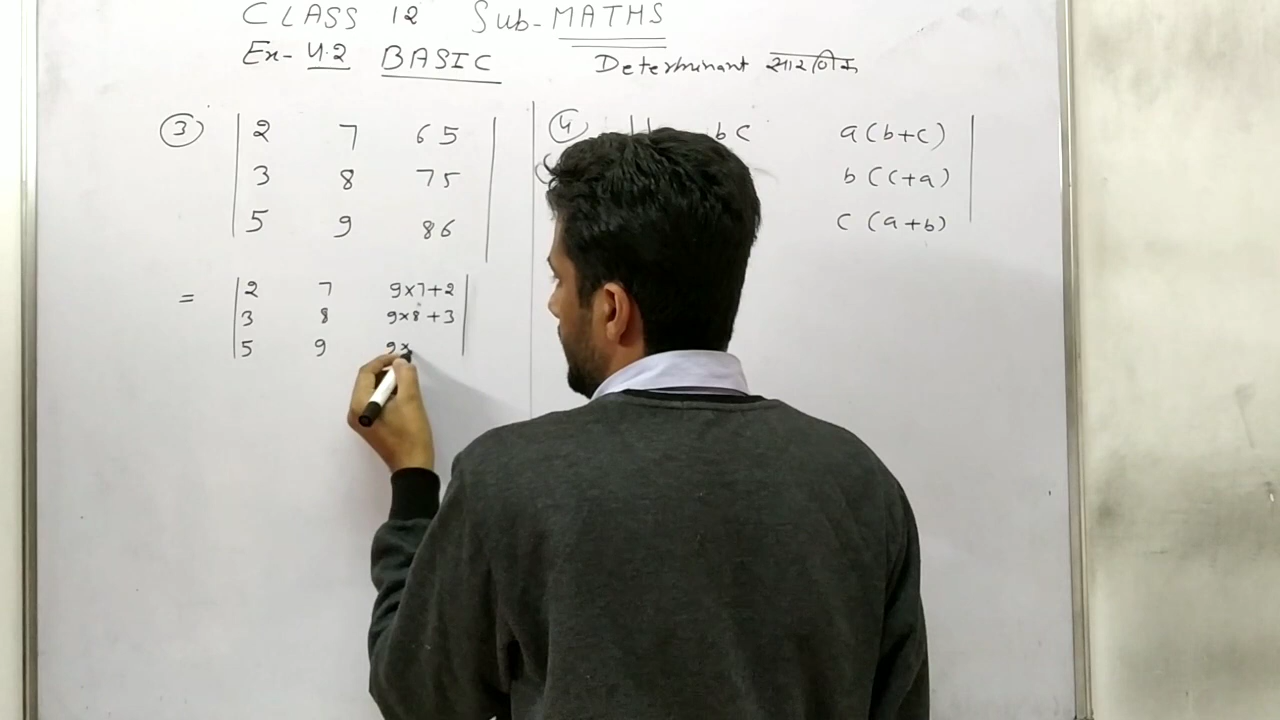 CLASS 12 Sub-MATHS
Ex-4.2 BASIC Determinant सारणिक
③ | 2 7 65 |
| 3 8 75 |
| 5 9 86 |
= | 2 7 9×7+2 |
| 3 8 9×8+3 |
| 5 9 9×
④ bc a(b+c) |
b(c+a)
c(a+b)